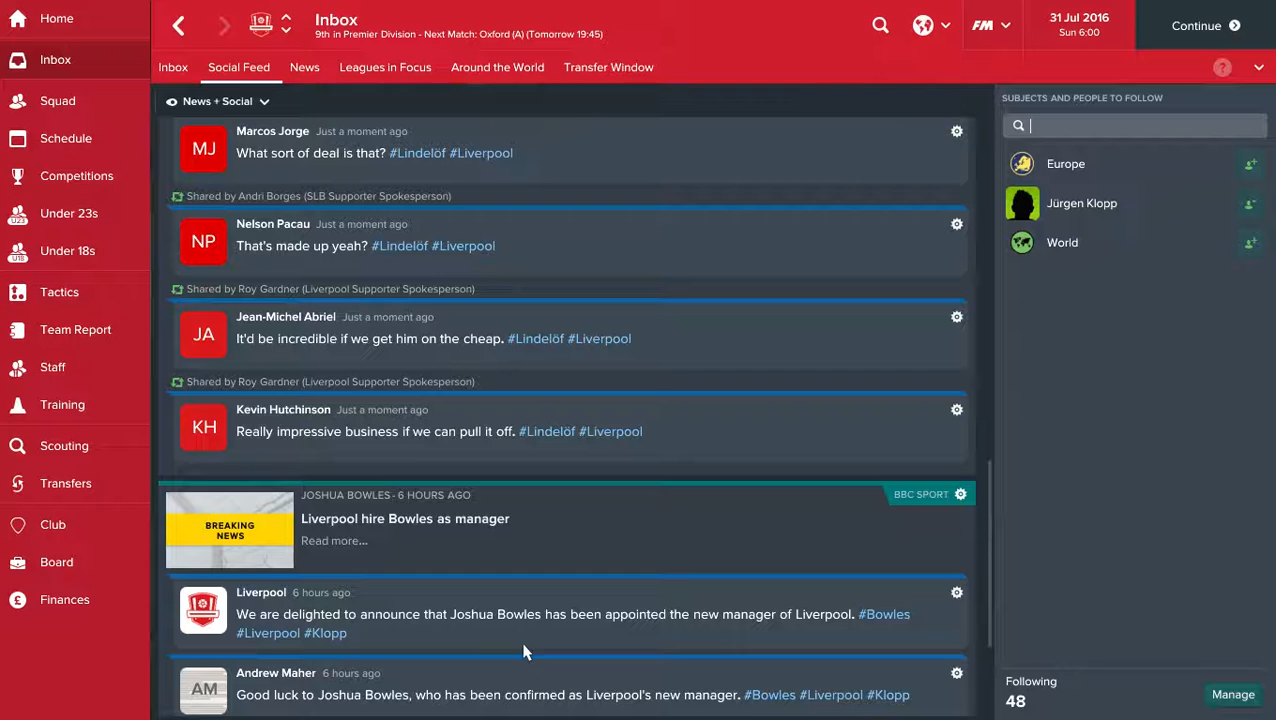 Home
Inbox
9th in Premier Division - Next Match: Oxford (A) (Tomorrow 19:45)
FM
31 Jul 2016
Sun 6:00
Continue
Inbox
Inbox
Social Feed
News
Leagues in Focus
Around the World
Transfer Window
?
Squad
Schedule
Competitions
U23
Under 23s
U18
Under 18s
Tactics
Team Report
Staff
Training
Scouting
Transfers
Club
Board
£
Finances
News + Social
MJ
Marcos Jorge Just a moment ago
What sort of deal is that? #Lindelöf #Liverpool
Shared by Andri Borges (SLB Supporter Spokesperson)
NP
Nelson Pacau Just a moment ago
That's made up yeah? #Lindelöf #Liverpool
Shared by Roy Gardner (Liverpool Supporter Spokesperson)
JA
Jean-Michel Abriel Just a moment ago
It'd be incredible if we get him on the cheap. #Lindelöf #Liverpool
Shared by Roy Gardner (Liverpool Supporter Spokesperson)
KH
Kevin Hutchinson Just a moment ago
Really impressive business if we can pull it off. #Lindelöf #Liverpool
BREAKING
NEWS
JOSHUA BOWLES - 6 HOURS AGO
BBC SPORT
Liverpool hire Bowles as manager
Read more...
Liverpool 6 hours ago
We are delighted to announce that Joshua Bowles has been appointed the new manager of Liverpool. #Bowles
#Liverpool #Klopp
AM
Andrew Maher 6 hours ago
Good luck to Joshua Bowles, who has been confirmed as Liverpool's new manager. #Bowles #Liverpool #Klopp
SUBJECTS AND PEOPLE TO FOLLOW
Europe
Jürgen Klopp
World
Following
48
Manage